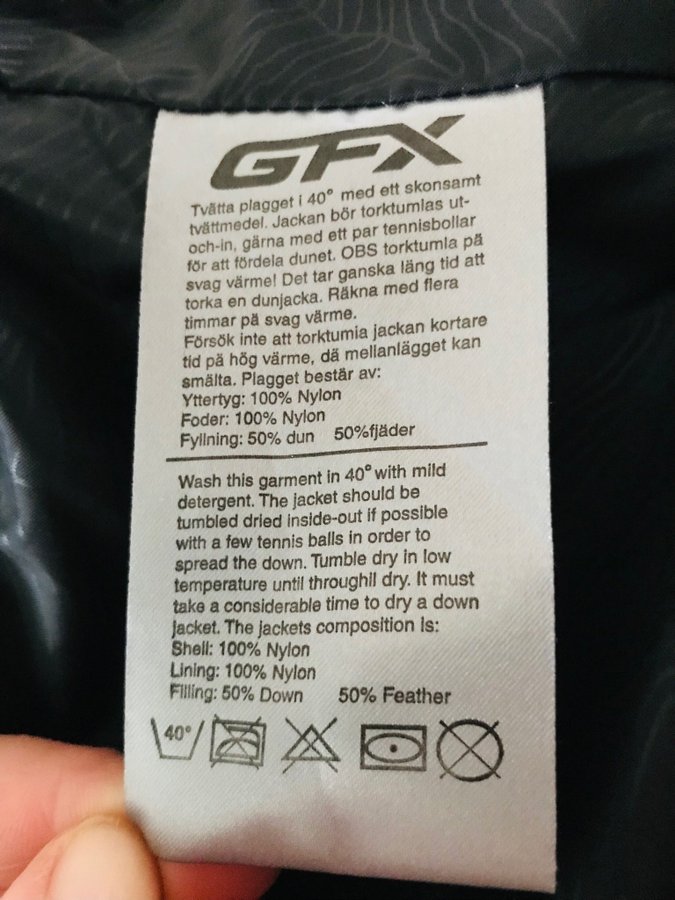 GFX
Tvätta plagget i 40° med ett skonsamt
tvättmedel. Jackan bör torktumlas ut-
och-in, gärna med ett par tennisbollar
för att fördela dunet. OBS torktumla på
svag värme! Det tar ganska läng tid att
torka en dunjacka. Räkna med flera
timmar på svag värme.
Försök inte att torktumia jackan kortare
tid på hög värme, då mellanlägget kan
smälta. Plagget består av:
Yttertyg: 100% Nylon
Foder: 100% Nylon
Fyllning: 50% dun 50%fjäder
Wash this garment in 40° with mild
detergent. The jacket should be
tumbled dried inside-out if possible
with a few tennis balls in order to
spread the down. Tumble dry in low
temperature until throughil dry. It must
take a considerable time to dry a down
jacket. The jackets composition is:
Shell: 100% Nylon
Lining: 100% Nylon
Filling: 50% Down 50% Feather
40°